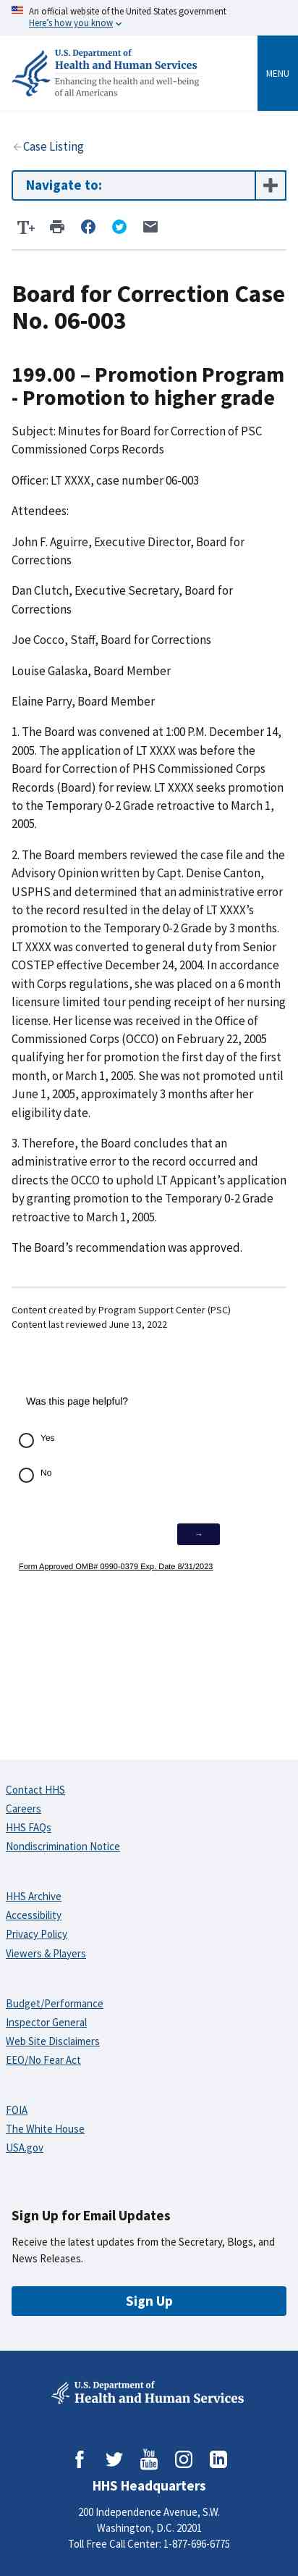 An official website of the United States government
Here’s how you know
U.S. Department of
Health and Human Services
Enhancing the health and well-being
of all Americans
MENU
Case Listing
Navigate to:
T+
Board for Correction Case
No. 06-003
199.00 – Promotion Program
- Promotion to higher grade
Subject: Minutes for Board for Correction of PSC
Commissioned Corps Records
Officer: LT XXXX, case number 06-003
Attendees:
John F. Aguirre, Executive Director, Board for
Corrections
Dan Clutch, Executive Secretary, Board for
Corrections
Joe Cocco, Staff, Board for Corrections
Louise Galaska, Board Member
Elaine Parry, Board Member
1. The Board was convened at 1:00 P.M. December 14,
2005. The application of LT XXXX was before the
Board for Correction of PHS Commissioned Corps
Records (Board) for review. LT XXXX seeks promotion
to the Temporary 0-2 Grade retroactive to March 1,
2005.
2. The Board members reviewed the case file and the
Advisory Opinion written by Capt. Denise Canton,
USPHS and determined that an administrative error
to the record resulted in the delay of LT XXXX’s
promotion to the Temporary 0-2 Grade by 3 months.
LT XXXX was converted to general duty from Senior
COSTEP effective December 24, 2004. In accordance
with Corps regulations, she was placed on a 6 month
licensure limited tour pending receipt of her nursing
license. Her license was received in the Office of
Commissioned Corps (OCCO) on February 22, 2005
qualifying her for promotion the first day of the first
month, or March 1, 2005. She was not promoted until
June 1, 2005, approximately 3 months after her
eligibility date.
3. Therefore, the Board concludes that an
administrative error to the record occurred and
directs the OCCO to uphold LT Applicant’s application
by granting promotion to the Temporary 0-2 Grade
retroactive to March 1, 2005.
The Board’s recommendation was approved.
Content created by Program Support Center (PSC)
Content last reviewed June 13, 2022
Was this page helpful?
Yes
No
→
Form Approved OMB# 0990-0379 Exp. Date 8/31/2023
Contact HHS
Careers
HHS FAQs
Nondiscrimination Notice
HHS Archive
Accessibility
Privacy Policy
Viewers & Players
Budget/Performance
Inspector General
Web Site Disclaimers
EEO/No Fear Act
FOIA
The White House
USA.gov
Sign Up for Email Updates
Receive the latest updates from the Secretary, Blogs, and
News Releases.
Sign Up
U.S. Department of
Health and Human Services
You
Tube
HHS Headquarters
200 Independence Avenue, S.W.
Washington, D.C. 20201
Toll Free Call Center: 1-877-696-6775